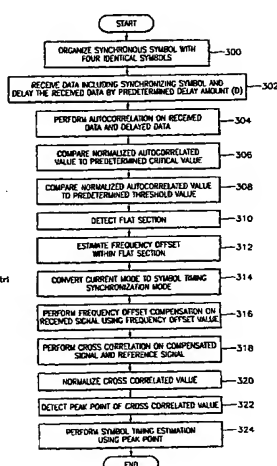 START
ORGANIZE SYNCHRONOUS SYMBOL WITH
FOUR IDENTICAL SYMBOLS
300
RECEIVE DATA INCLUDING SYNCHRONIZING SYMBOL AND
DELAY THE RECEIVED DATA BY PREDETERMINED DELAY AMOUNT (D)
302
PERFORM AUTOCORRELATION ON RECEIVED
DATA AND DELAYED DATA
304
COMPARE NORMALIZED AUTOCORRELATED
VALUE TO PREDETERMINED CRITICAL VALUE
306
COMPARE NORMALIZED AUTOCORRELATED VALUE
TO PREDETERMINED THRESHOLD VALUE
308
DETECT FLAT SECTION
310
ESTIMATE FREQUENCY OFFSET
WITHIN FLAT SECTION
312
tri
CONVERT CURRENT MODE TO SYMBOL TIMING
SYNCHRONIZATION MODE
314
PERFORM FREQUENCY OFFSET COMPENSATION ON
RECEIVED SIGNAL USING FREQUENCY OFFSET VALUE
316
PERFORM CROSS CORRELATION ON COMPENSATED
SIGNAL AND REFERENCE SIGNAL
318
NORMALIZE CROSS CORRELATED VALUE
320
DETECT PEAK POINT OF CROSS CORRELATED VALUE
322
PERFORM SYMBOL TIMING ESTIMATION
USING PEAK POINT
324
END